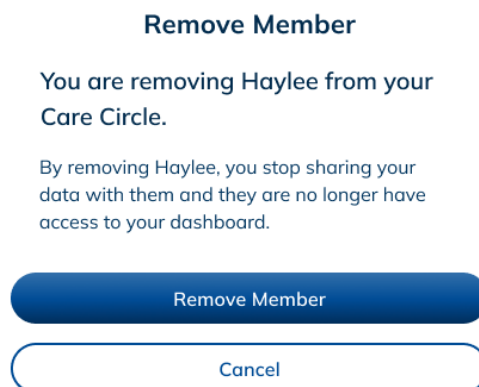 Remove Member
You are removing Haylee from your
Care Circle.
By removing Haylee, you stop sharing your
data with them and they are no longer have
access to your dashboard.
Remove Member
Cancel